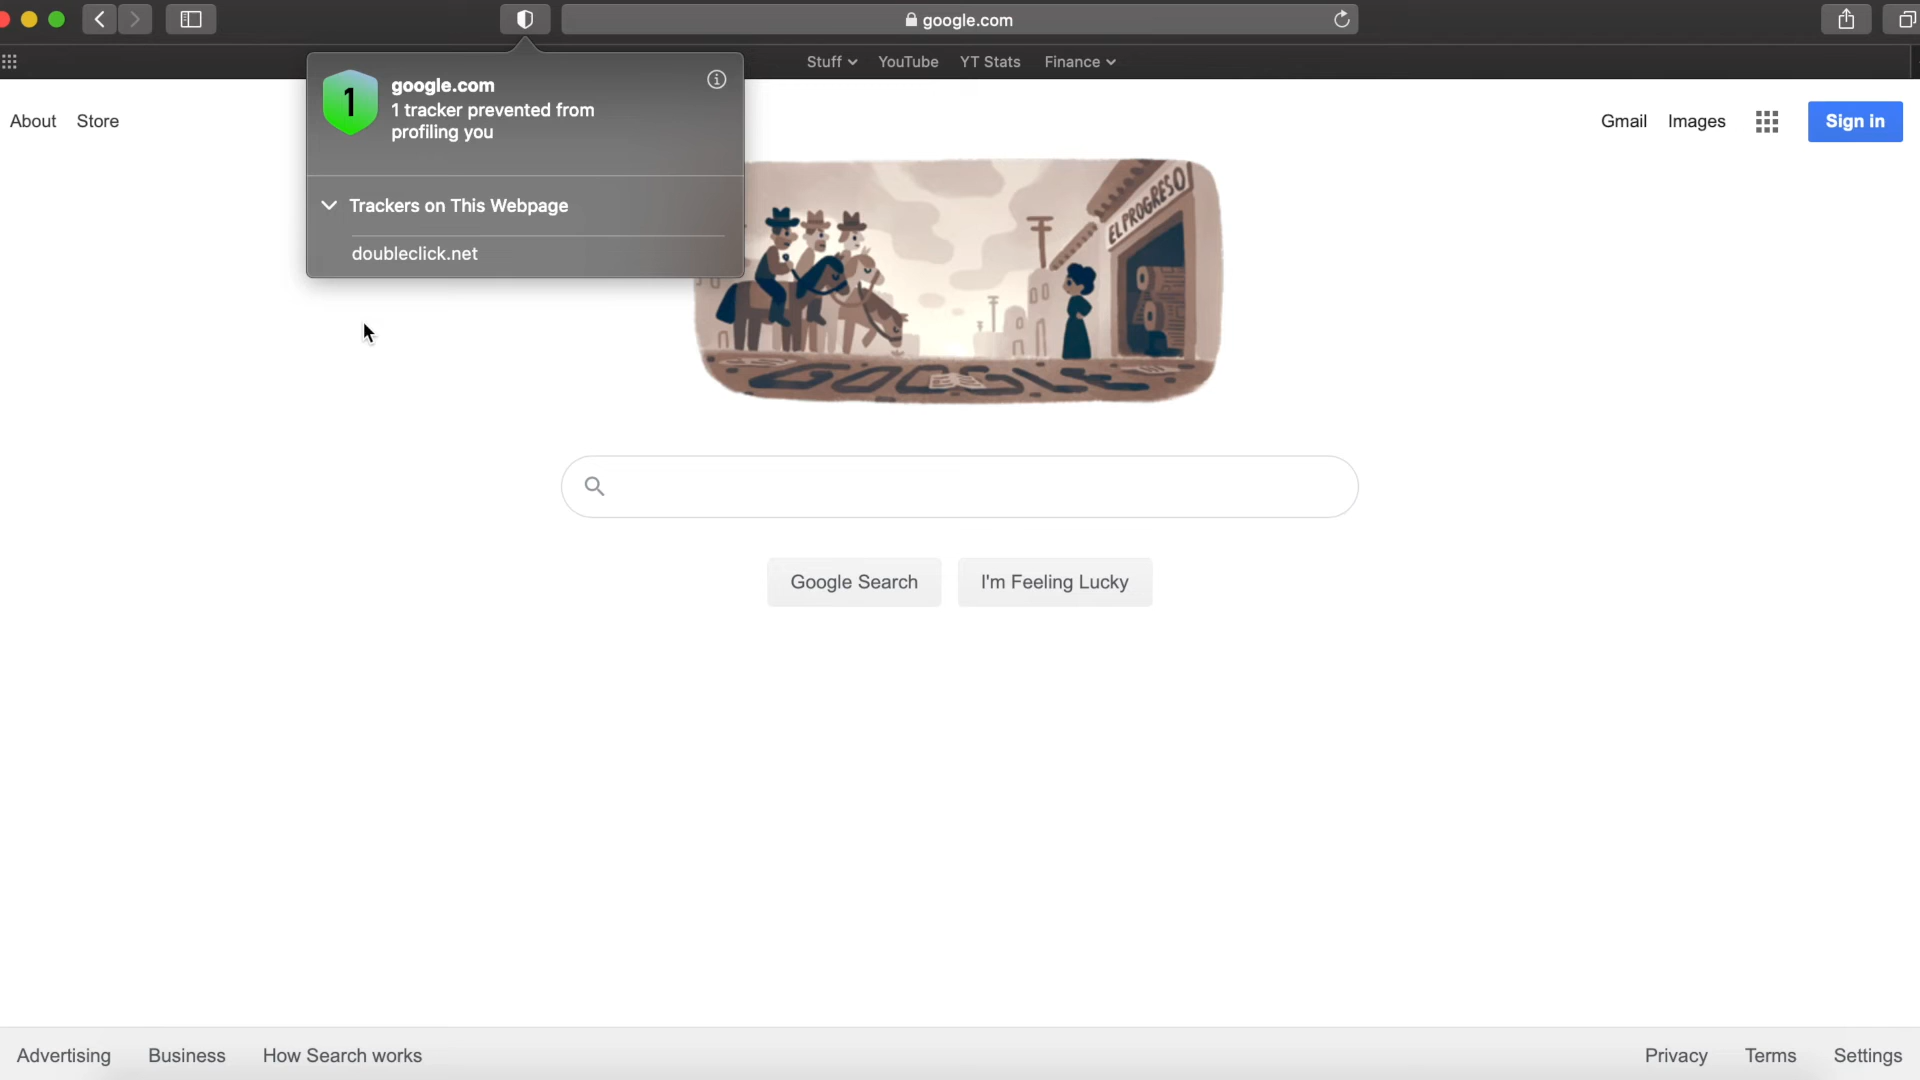 google.com
Stuff YouTube YT Stats Finance
1
google.com
1 tracker prevented from
profiling you
Trackers on This Webpage
doubleclick.net
About Store
Gmail Images Sign in
EL PROGRESO
GOOGLE
Google Search I'm Feeling Lucky
Advertising Business How Search works
Privacy Terms Settings